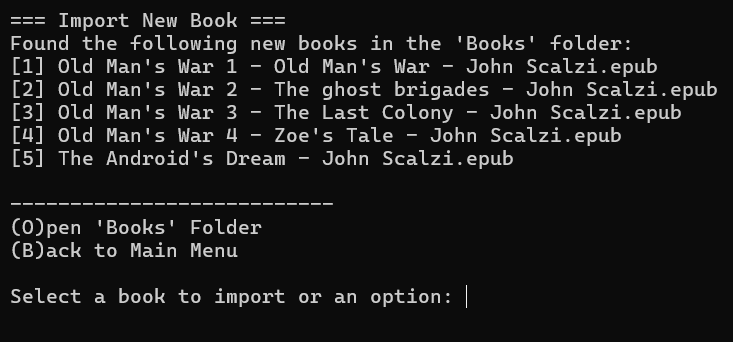 === Import New Book ===
Found the following new books in the 'Books' folder:
[1] Old Man's War 1 - Old Man's War - John Scalzi.epub
[2] Old Man's War 2 - The ghost brigades - John Scalzi.epub
[3] Old Man's War 3 - The Last Colony - John Scalzi.epub
[4] Old Man's War 4 - Zoe's Tale - John Scalzi.epub
[5] The Android's Dream - John Scalzi.epub
---------------------------
(O)pen 'Books' Folder
(B)ack to Main Menu
Select a book to import or an option: